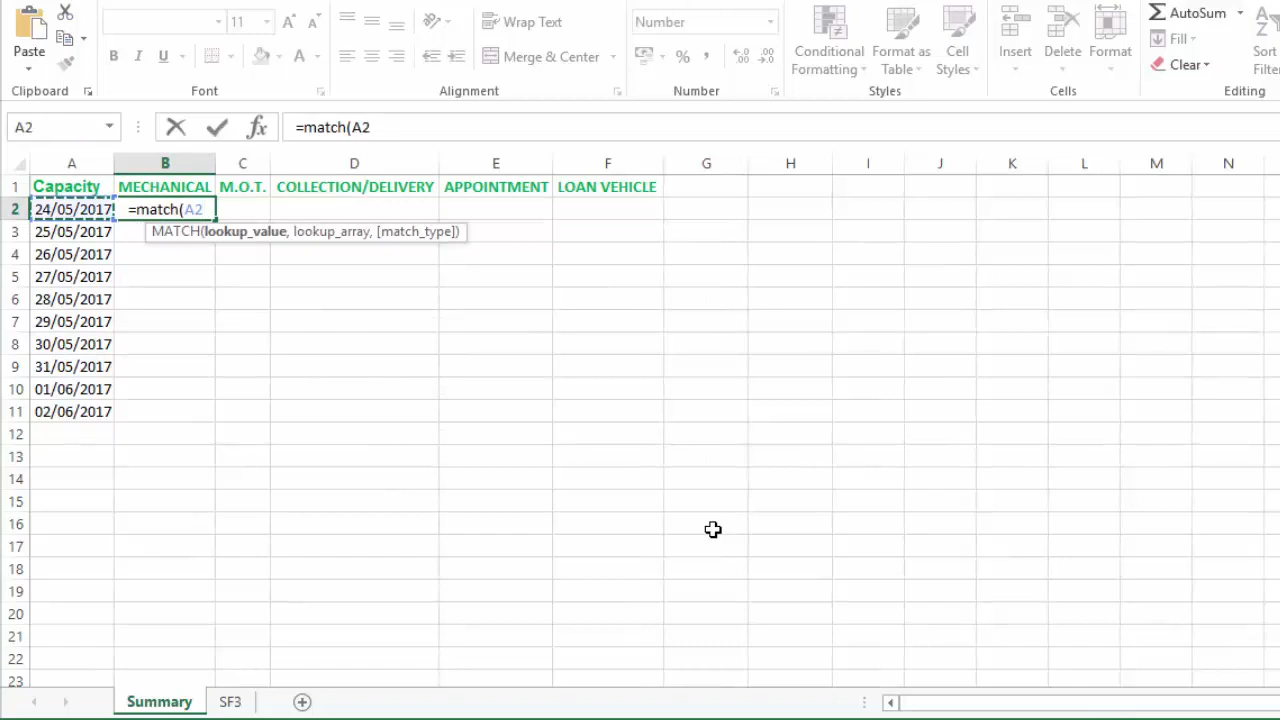 11
Wrap Text
Number
AutoSum
Paste
B I U
Merge & Center
%
Conditional Formatting
Format as Table
Cell Styles
Insert
Delete
Format
Fill
Clear
Sort
Filter
Clipboard
Font
Alignment
Number
Styles
Cells
Editing
A2
fx
=match(A2
A B C D E F G H I J K L M N
1 Capacity MECHANICAL M.O.T. COLLECTION/DELIVERY APPOINTMENT LOAN VEHICLE
2 24/05/2017 =match(A2
3 25/05/2017 MATCH(lookup_value, lookup_array, [match_type])
4 26/05/2017
5 27/05/2017
6 28/05/2017
7 29/05/2017
8 30/05/2017
9 31/05/2017
10 01/06/2017
11 02/06/2017
12
13
14
15
16
17
18
19
20
21
22
23
Summary SF3